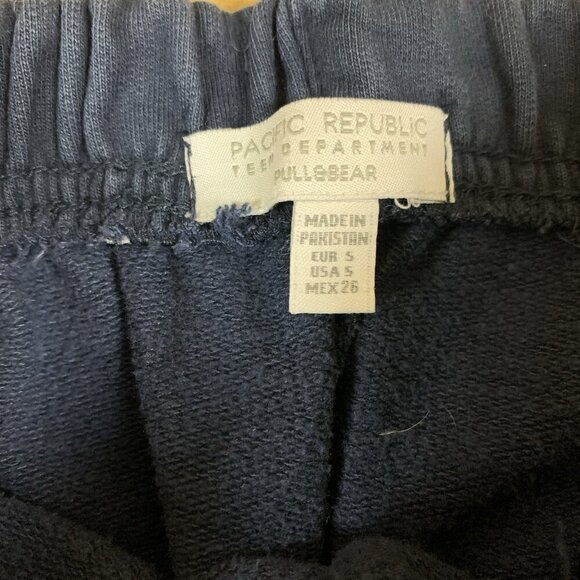 PACIFIC REPUBLIC
TEEN DEPARTMENT
PULL&BEAR
MADE IN
PAKISTAN
EUR S
USA S
MEX 26